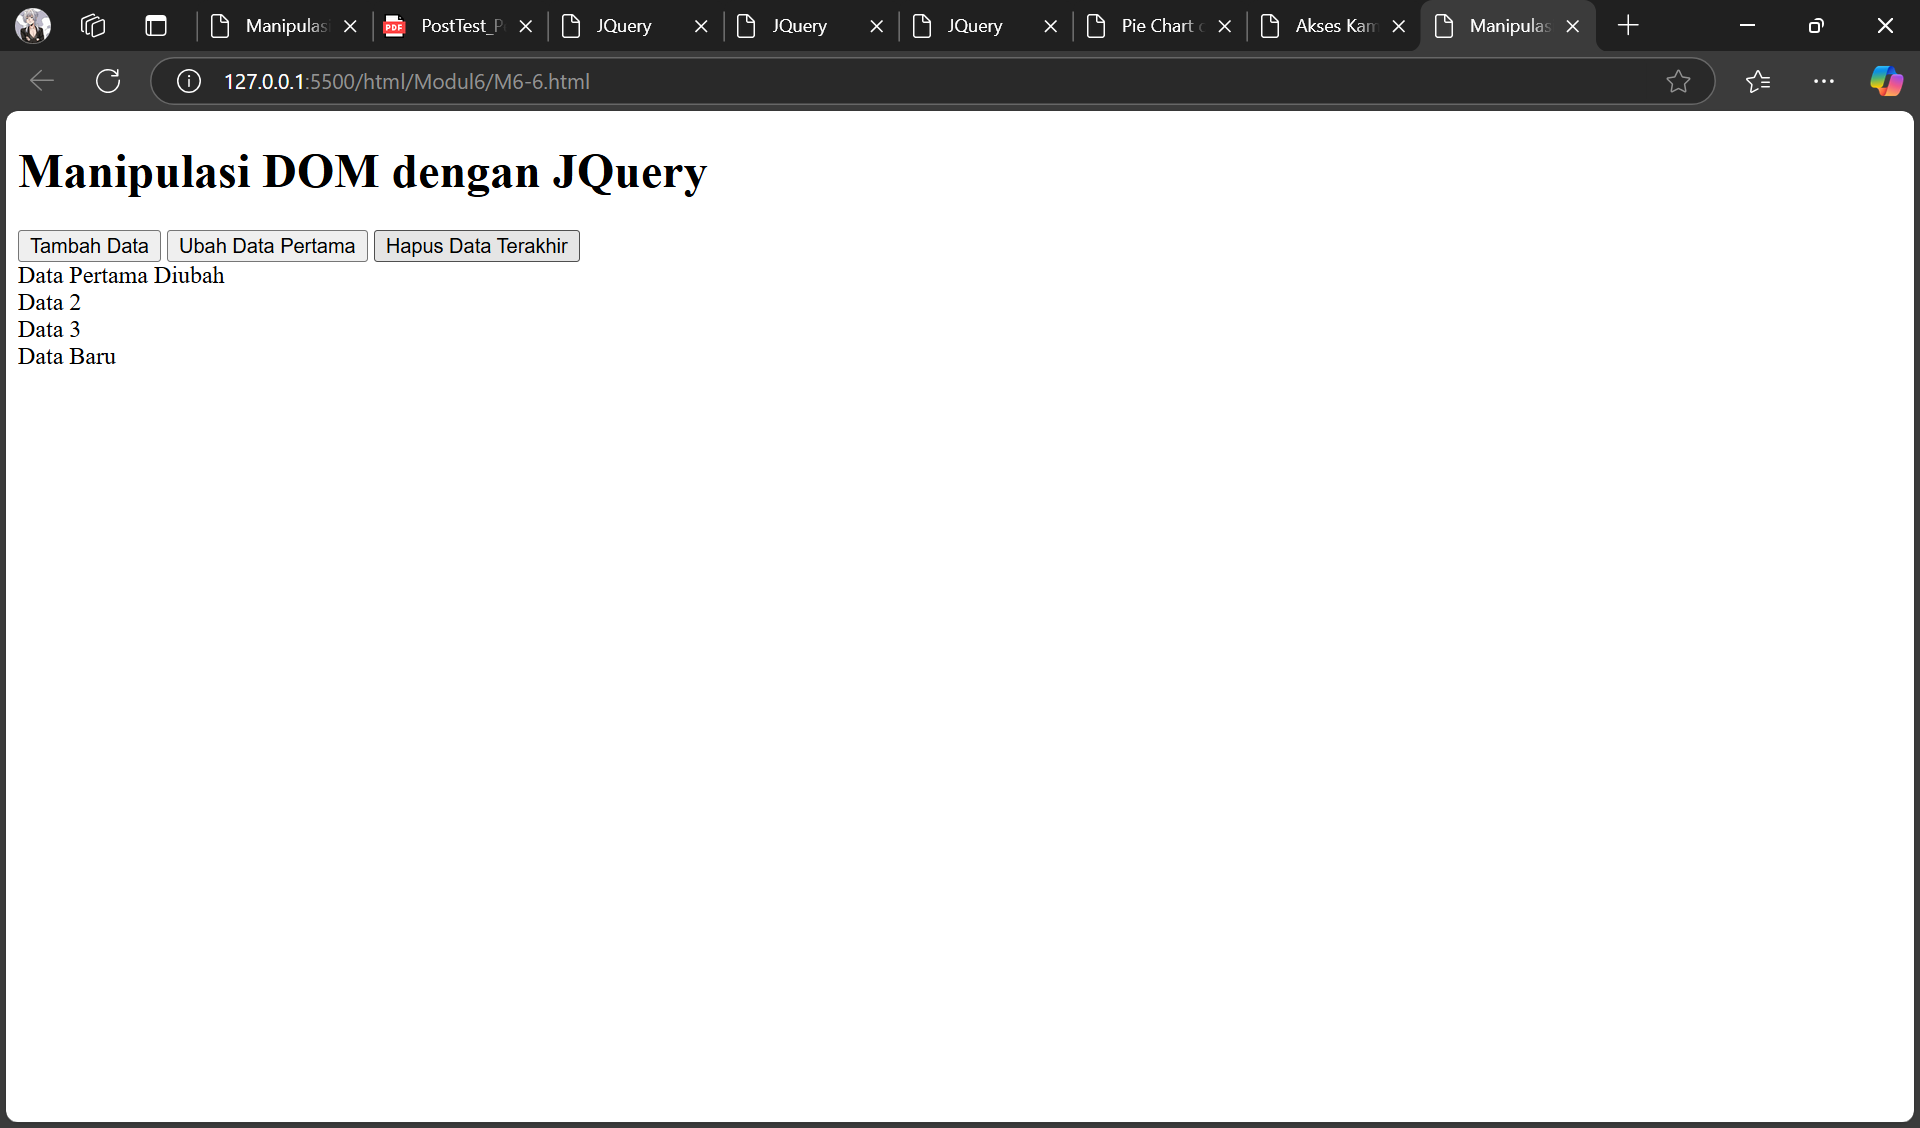 Manipulasi
PostTest_P
JQuery
JQuery
JQuery
Pie Chart
Akses Kam
Manipulas
127.0.0.1:5500/html/Modul6/M6-6.html
Manipulasi DOM dengan JQuery
Tambah Data
Ubah Data Pertama
Hapus Data Terakhir
Data Pertama Diubah
Data 2
Data 3
Data Baru